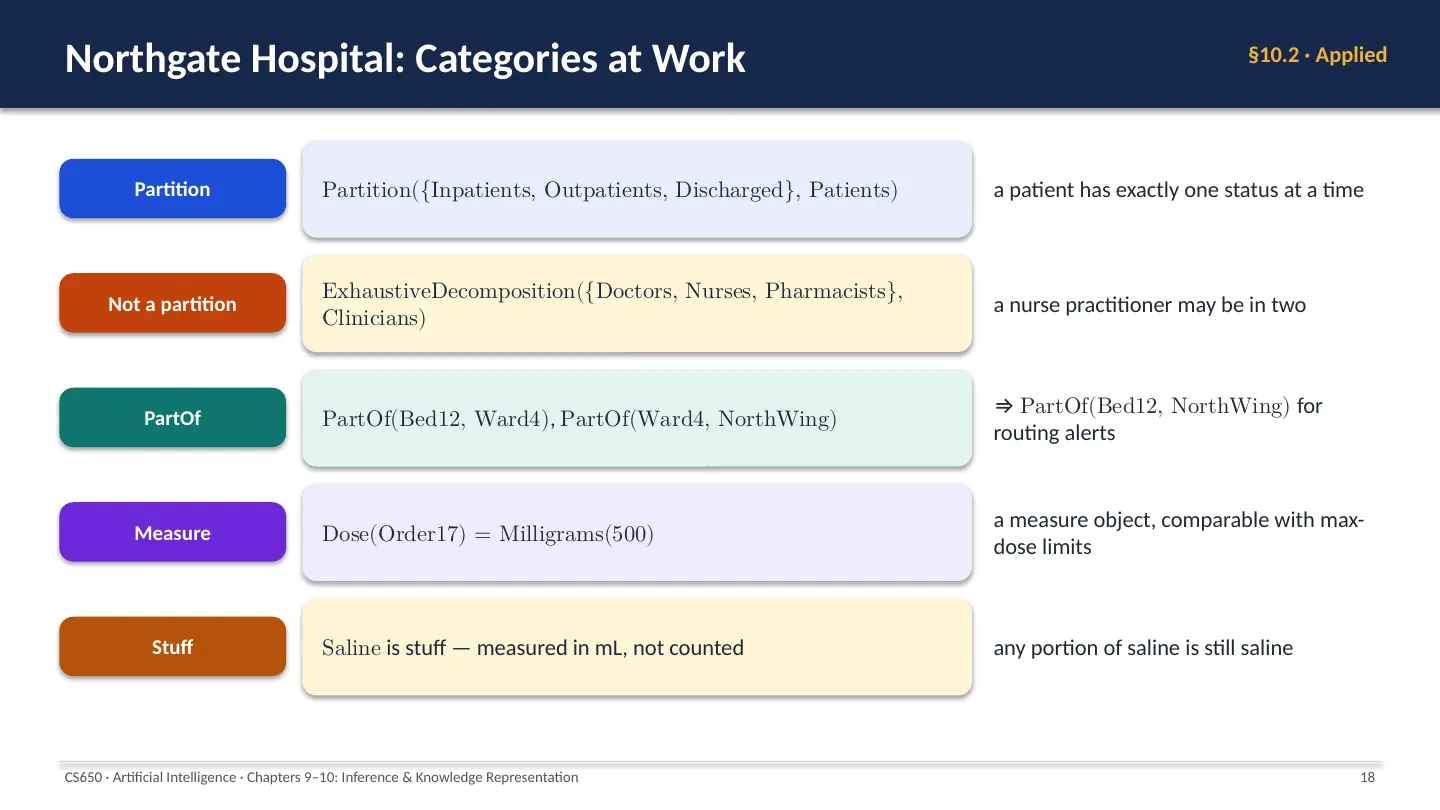 Northgate Hospital: Categories at Work
§10.2 · Applied
Partition
Partition({Inpatients, Outpatients, Discharged}, Patients)
a patient has exactly one status at a time
Not a partition
ExhaustiveDecomposition({Doctors, Nurses, Pharmacists},
Clinicians)
a nurse practitioner may be in two
PartOf
PartOf(Bed12, Ward4), PartOf(Ward4, NorthWing)
⇒ PartOf(Bed12, NorthWing) for
routing alerts
Measure
Dose(Order17) = Milligrams(500)
a measure object, comparable with max-
dose limits
Stuff
Saline is stuff — measured in mL, not counted
any portion of saline is still saline
CS650 · Artificial Intelligence · Chapters 9–10: Inference & Knowledge Representation
18